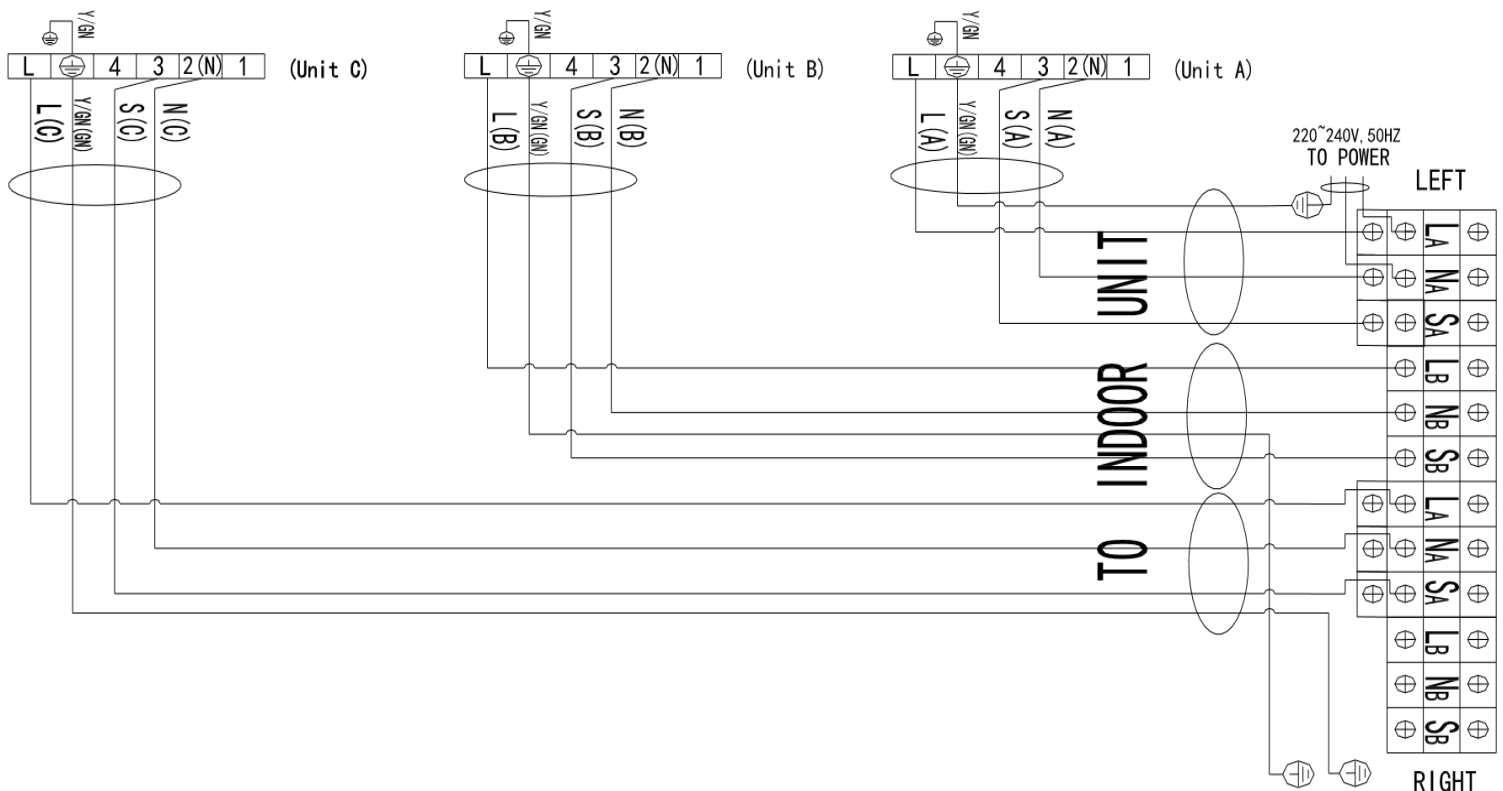 Y/GN
L 4 3 2(N) 1 (Unit C)
L(C) Y/GN(GN) S(C) N(C)
Y/GN
L 4 3 2(N) 1 (Unit B)
L(B) Y/GN(GN) S(B) N(B)
Y/GN
L 4 3 2(N) 1 (Unit A)
L(A) Y/GN(GN) S(A) N(A)
220~240V, 50HZ
TO POWER
TO INDOOR UNIT
LEFT
LA
NA
SA
LB
NB
SB
LA
NA
SA
LB
NB
SB
RIGHT